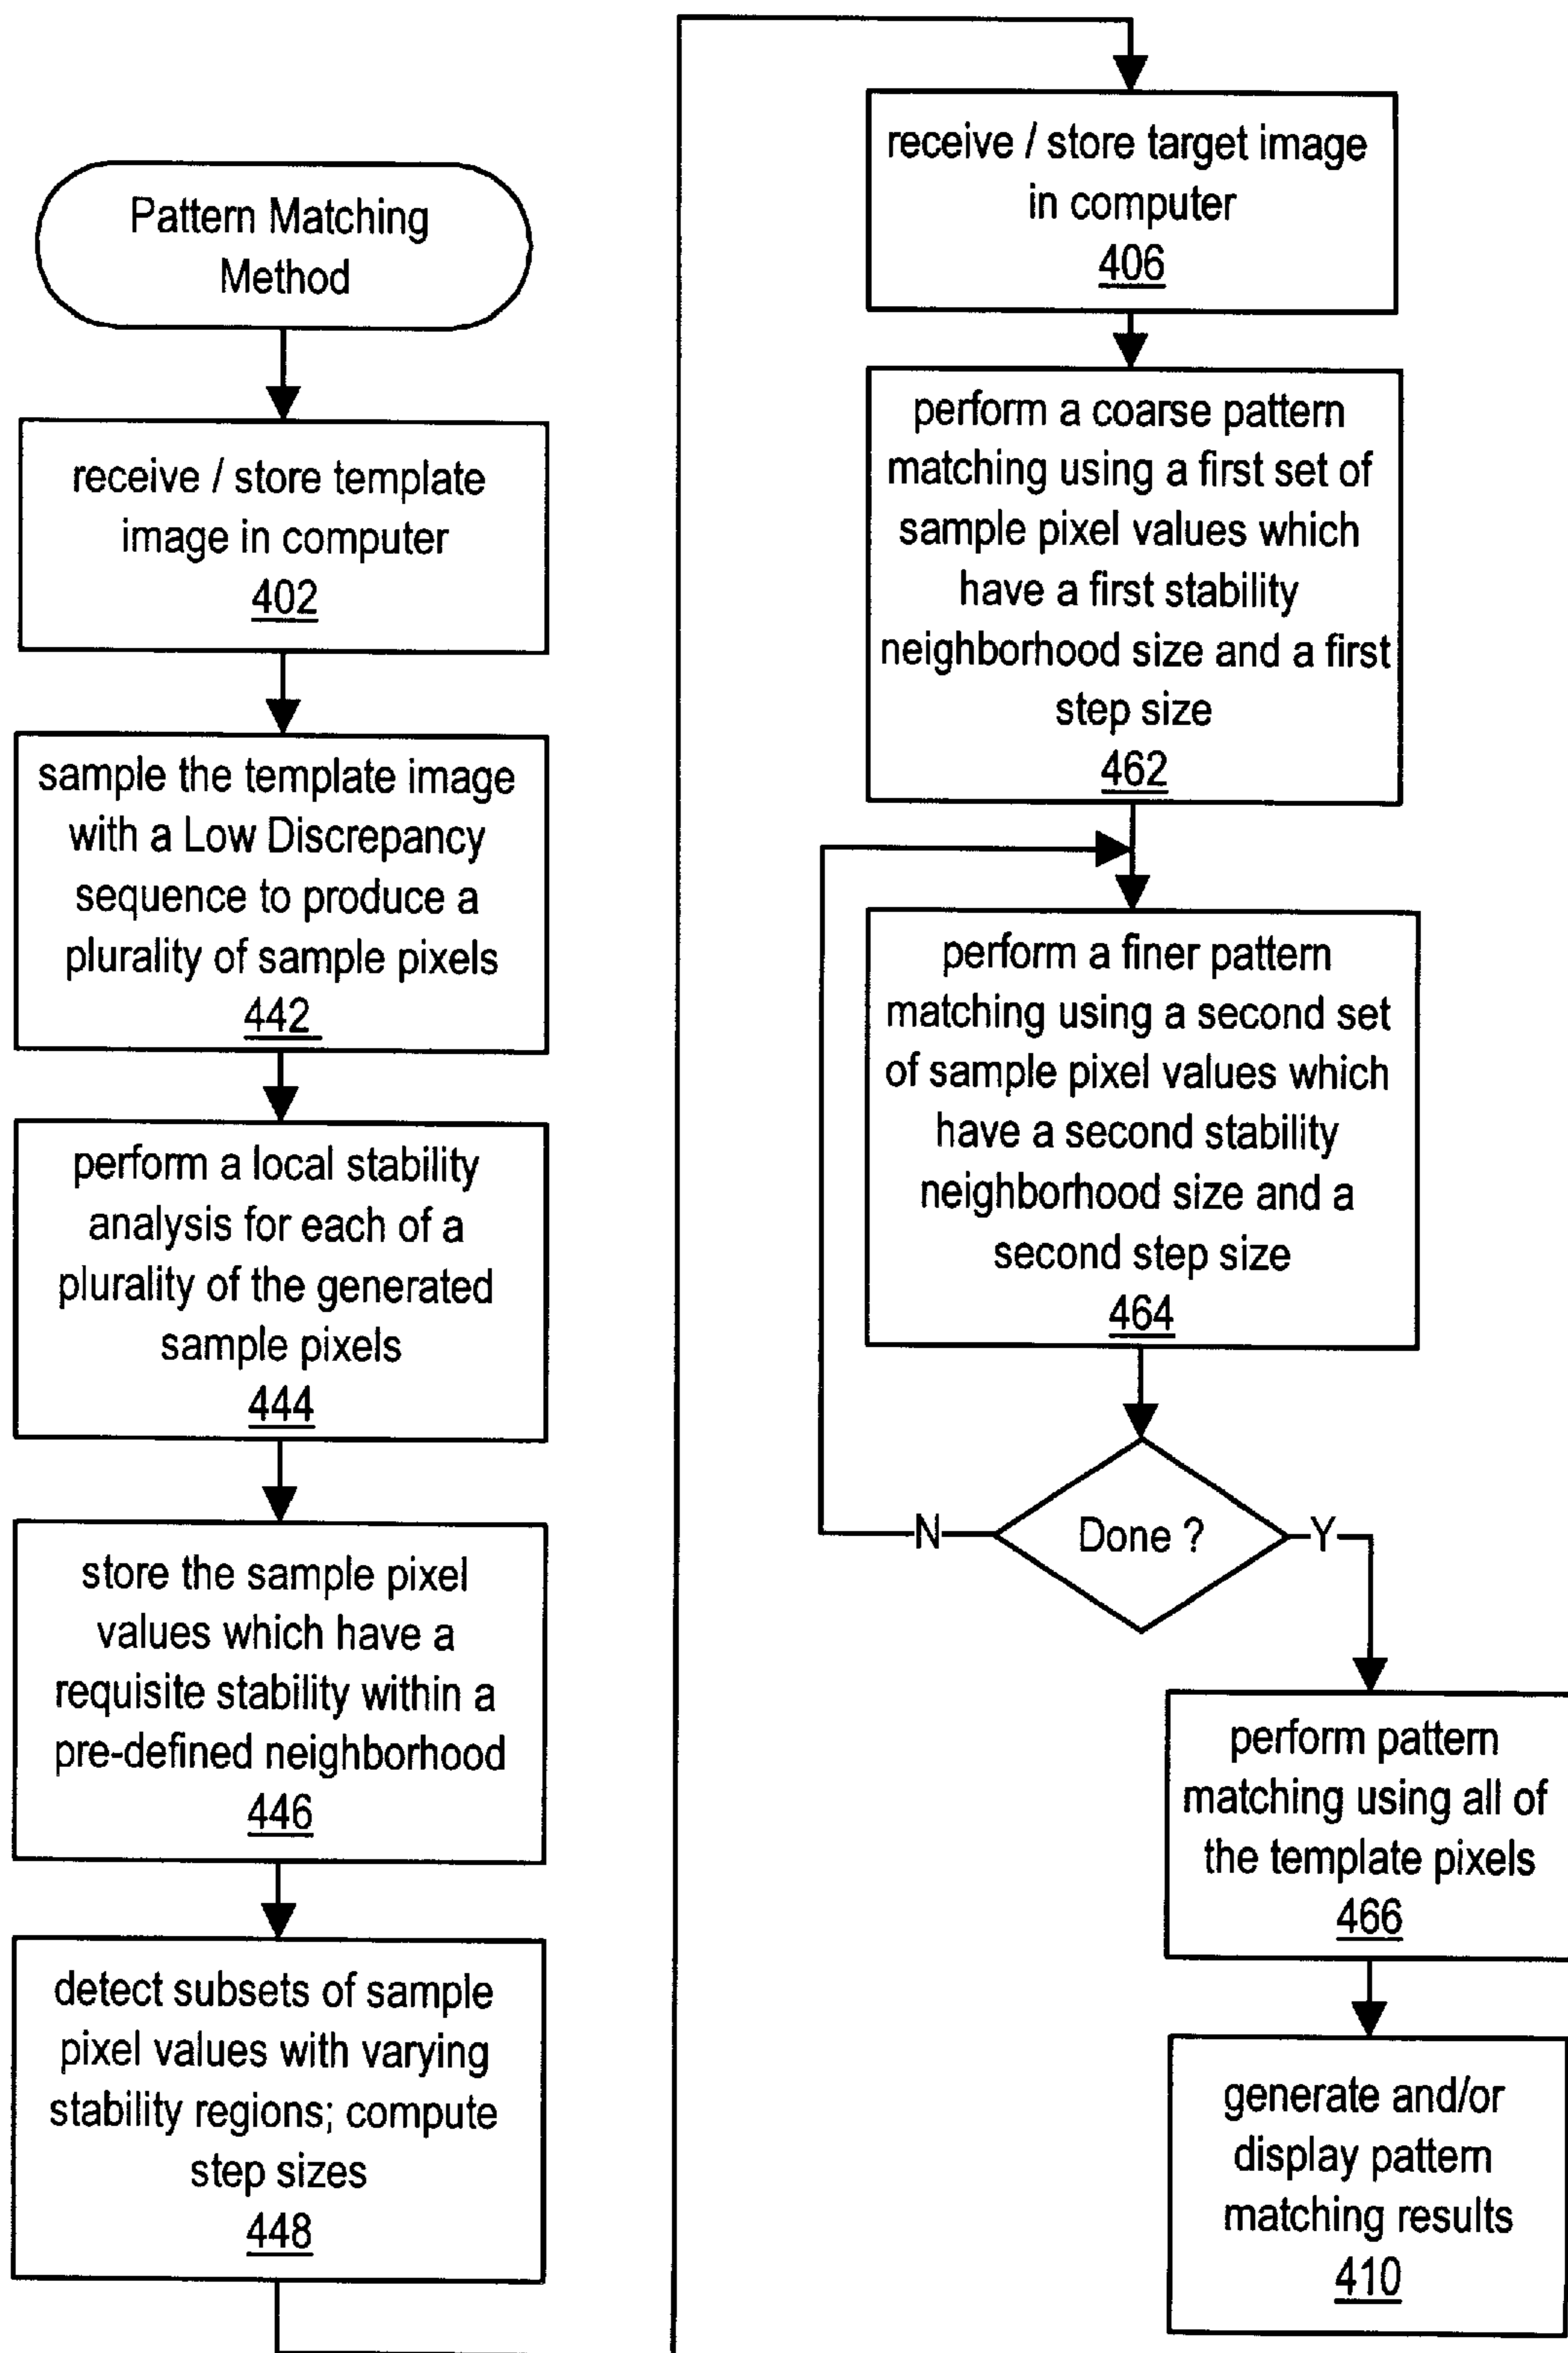 Pattern Matching
Method
receive / store template
image in computer
402
sample the template image
with a Low Discrepancy
sequence to produce a
plurality of sample pixels
442
perform a local stability
analysis for each of a
plurality of the generated
sample pixels
444
store the sample pixel
values which have a
requisite stability within a
pre-defined neighborhood
446
detect subsets of sample
pixel values with varying
stability regions; compute
step sizes
448
receive / store target image
in computer
406
perform a coarse pattern
matching using a first set of
sample pixel values which
have a first stability
neighborhood size and a first
step size
462
perform a finer pattern
matching using a second set
of sample pixel values which
have a second stability
neighborhood size and a
second step size
464
Done ?
N
Y
perform pattern
matching using all of
the template pixels
466
generate and/or
display pattern
matching results
410